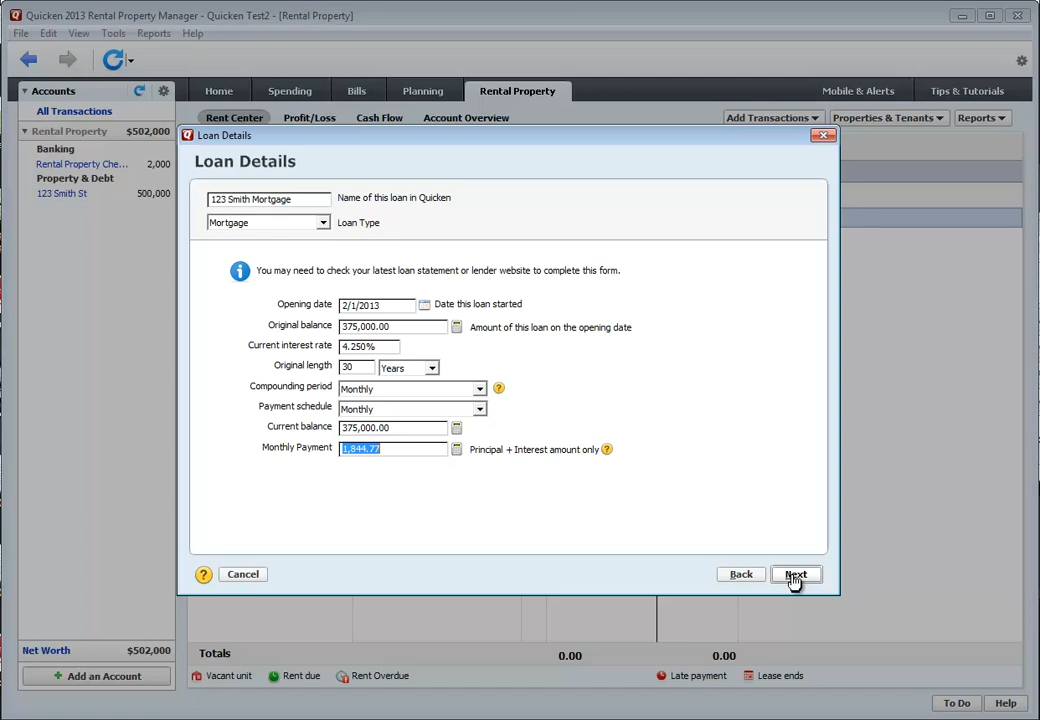 Quicken 2013 Rental Property Manager - Quicken Test2 - [Rental Property]
File Edit View Tools Reports Help
Accounts
Home Spending Bills Planning Rental Property Mobile & Alerts Tips & Tutorials
All Transactions
Rent Center Profit/Loss Cash Flow Account Overview Add Transactions Properties & Tenants Reports
Rental Property $502,000
Banking
Rental Property Che... 2,000
Property & Debt
123 Smith St 500,000
Loan Details
Loan Details
123 Smith Mortgage Name of this loan in Quicken
Mortgage Loan Type
You may need to check your latest loan statement or lender website to complete this form.
Opening date 2/1/2013 Date this loan started
Original balance 375,000.00 Amount of this loan on the opening date
Current interest rate 4.250%
Original length 30 Years
Compounding period Monthly ?
Payment schedule Monthly
Current balance 375,000.00
Monthly Payment 1,844.77 Principal + Interest amount only ?
? Cancel Back Next
Net Worth $502,000
Totals 0.00 0.00
+ Add an Account
Vacant unit Rent due Rent Overdue Late payment Lease ends
To Do Help